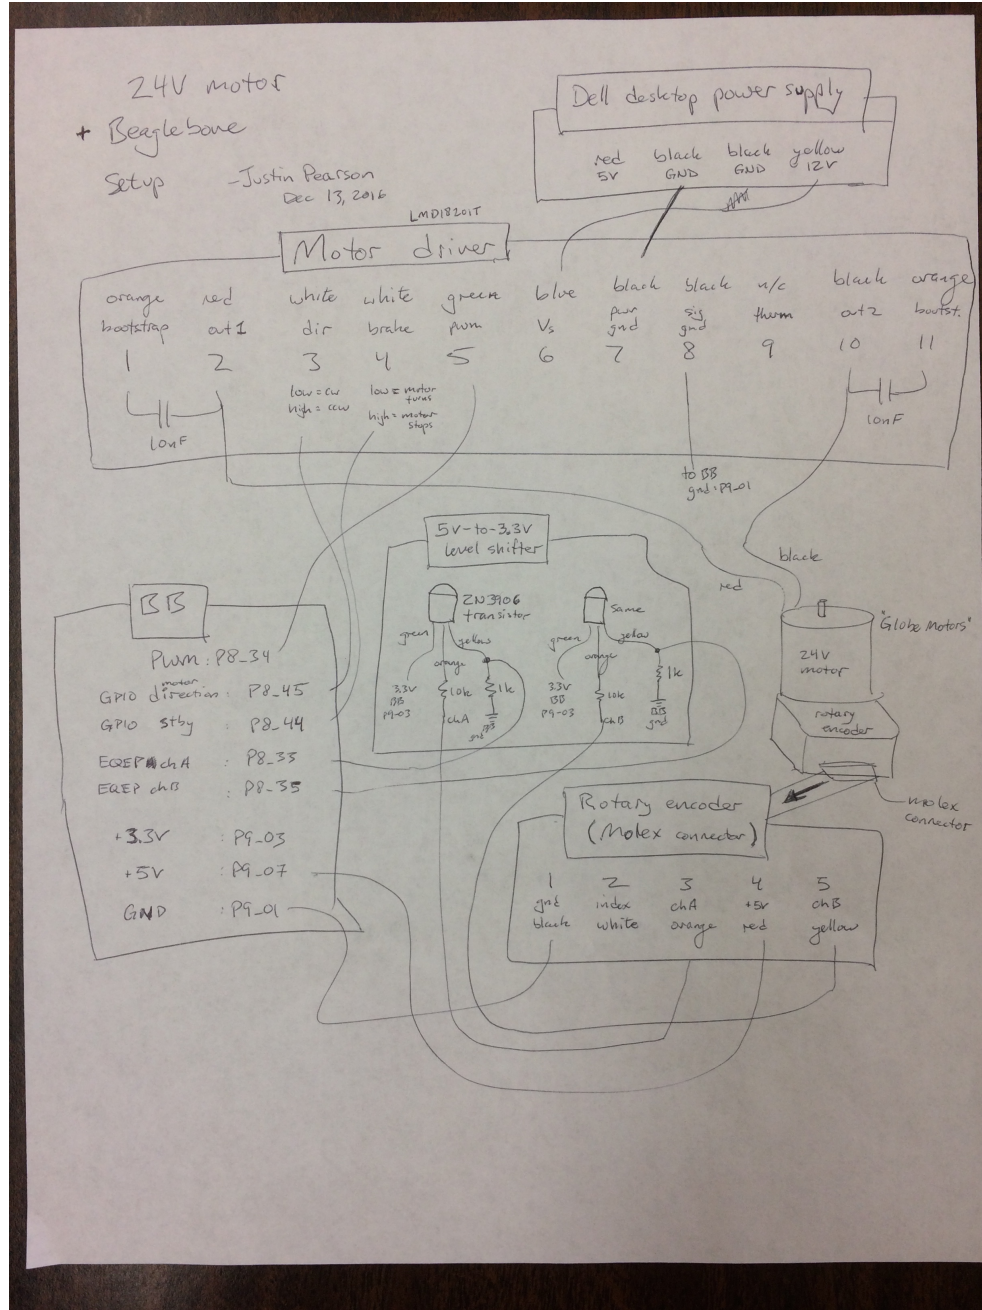 24V motor
+ Beaglebone
Setup
-Justin Pearson
Dec 13, 2016
Dell desktop power supply
red black black yellow
5V GND GND 12V
LMD18201T
Motor driver
orange red white white green blue black black n/c black orange
bootstrap out1 dir brake pwm Vs pwr gnd sig gnd therm out2 bootst.
1 2 3 4 5 6 7 8 9 10 11
low = cw
high = ccw
low = motor
turns
high = motor
stops
10nF
10nF
to BB
gnd: P9_01
5v-to-3.3v
level shifter
2N3906
transistor
same
green yellow
orange
green yellow
orange
3.3V
BB
P9-03
10k
1k
chA
BB
gnd
3.3V
BB
P9-03
10k
1k
chB
BB
gnd
red
black
"Globe Motors"
24V
motor
rotary
encoder
molex
connector
BB
Pwm: P8_34
GPIO motor direction: P8_45
GPIO stby : P8_44
EQEP chA : P8_33
EQEP chB : P8_35
+3.3V : P9_03
+5V : P9_07
GND : P9_01
Rotary encoder
(Molex connector)
1 2 3 4 5
gnd index chA +5v chB
black white orange red yellow